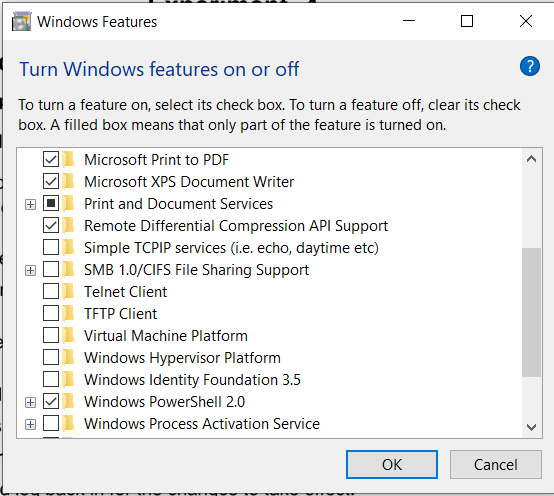 Windows Features
Turn Windows features on or off
?
To turn a feature on, select its check box. To turn a feature off, clear its check
box. A filled box means that only part of the feature is turned on.
Microsoft Print to PDF
Microsoft XPS Document Writer
Print and Document Services
Remote Differential Compression API Support
Simple TCPIP services (i.e. echo, daytime etc)
SMB 1.0/CIFS File Sharing Support
Telnet Client
TFTP Client
Virtual Machine Platform
Windows Hypervisor Platform
Windows Identity Foundation 3.5
Windows PowerShell 2.0
Windows Process Activation Service
OK Cancel